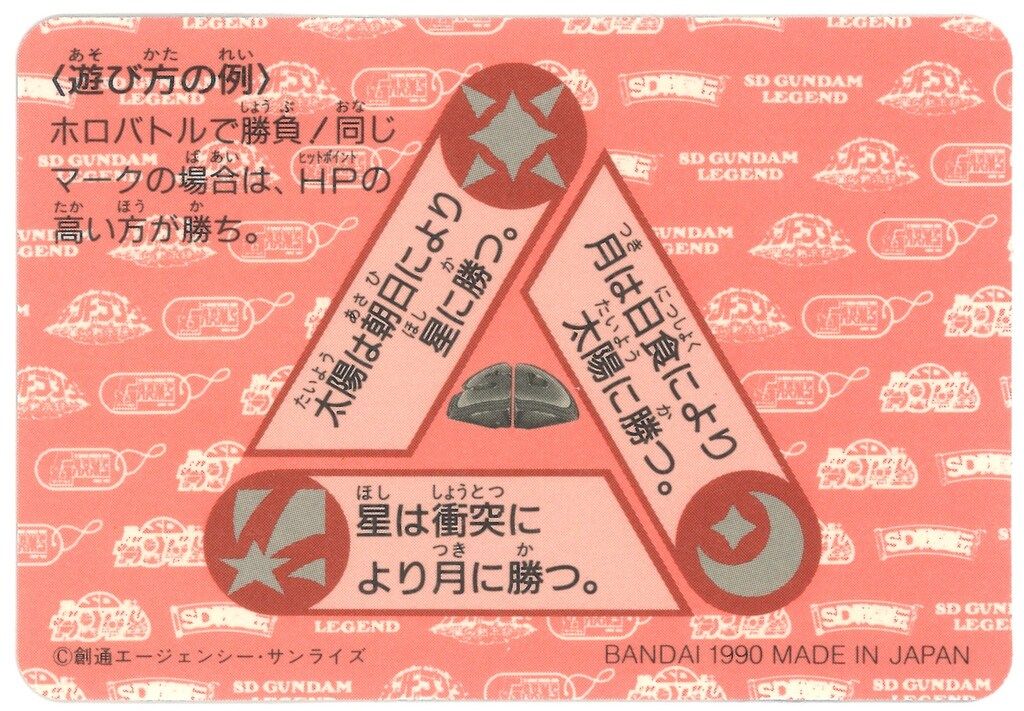 〈遊び方の例〉
ホロバトルで勝負!同じ
マークの場合は、HPの
高い方が勝ち。
太陽は朝日により
星に勝つ。
月は日食により
太陽に勝つ。
星は衝突に
より月に勝つ。
©創通エージェンシー・サンライズ
BANDAI 1990 MADE IN JAPAN
SD GUNDAM
LEGEND